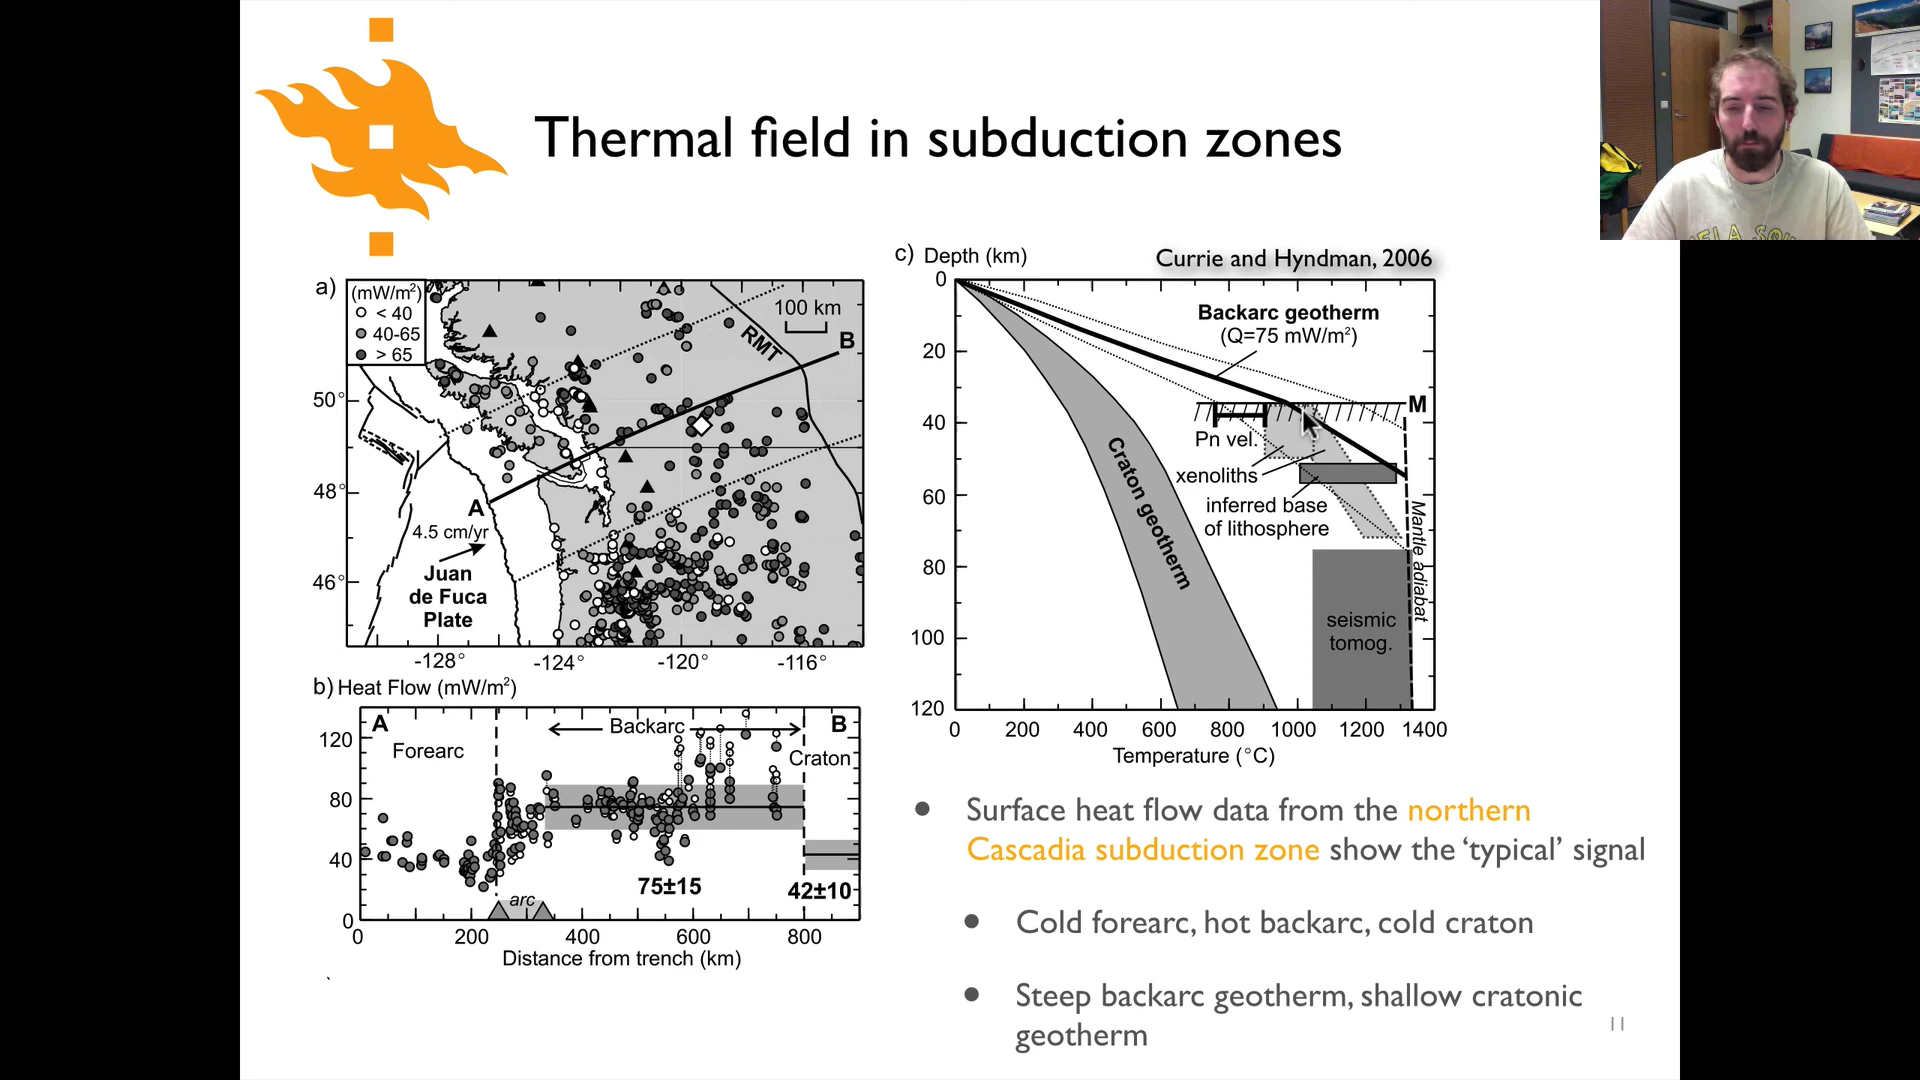 Thermal field in subduction zones
a)
(mW/m²)
< 40
40-65
> 65
100 km
RMT
B
A
4.5 cm/yr
Juan
de Fuca
Plate
50°
48°
46°
-128°
-124°
-120°
-116°
b) Heat Flow (mW/m²)
A
Backarc
B
Forearc
Craton
120
80
40
0
75±15
42±10
arc
0
200
400
600
800
Distance from trench (km)
c) Depth (km)
Currie and Hyndman, 2006
0
20
40
60
80
100
120
Backarc geotherm
(Q=75 mW/m²)
M
Pn vel.
xenoliths
inferred base
of lithosphere
Craton geotherm
Mantle adiabat
seismic
tomog.
0
200
400
600
800
1000
1200
1400
Temperature (°C)
• Surface heat flow data from the northern
Cascadia subduction zone show the ‘typical’ signal
• Cold forearc, hot backarc, cold craton
• Steep backarc geotherm, shallow cratonic
geotherm
11